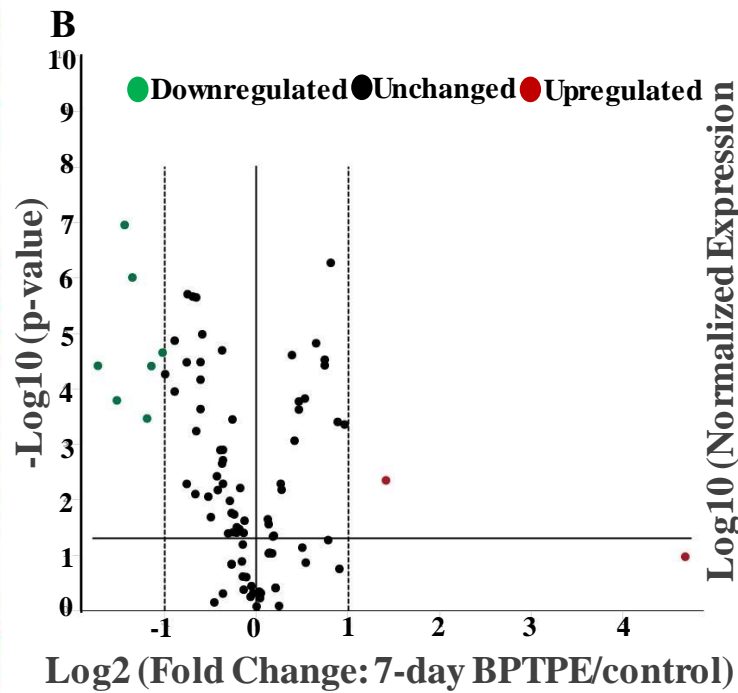 B
Downregulated Unchanged Upregulated
10
9
8
7
6
5
4
3
2
1
0
-1 0 1 2 3 4
-Log10 (p-value)
Log2 (Fold Change: 7-day BPTPE/control)
Log10 (Normalized Expression